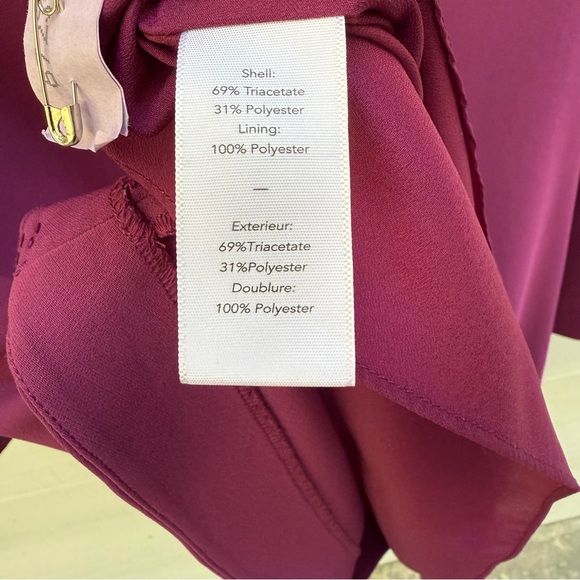 Shell:
69% Triacetate
31% Polyester
Lining:
100% Polyester
—
Exterieur:
69%Triacetate
31%Polyester
Doublure:
100% Polyester